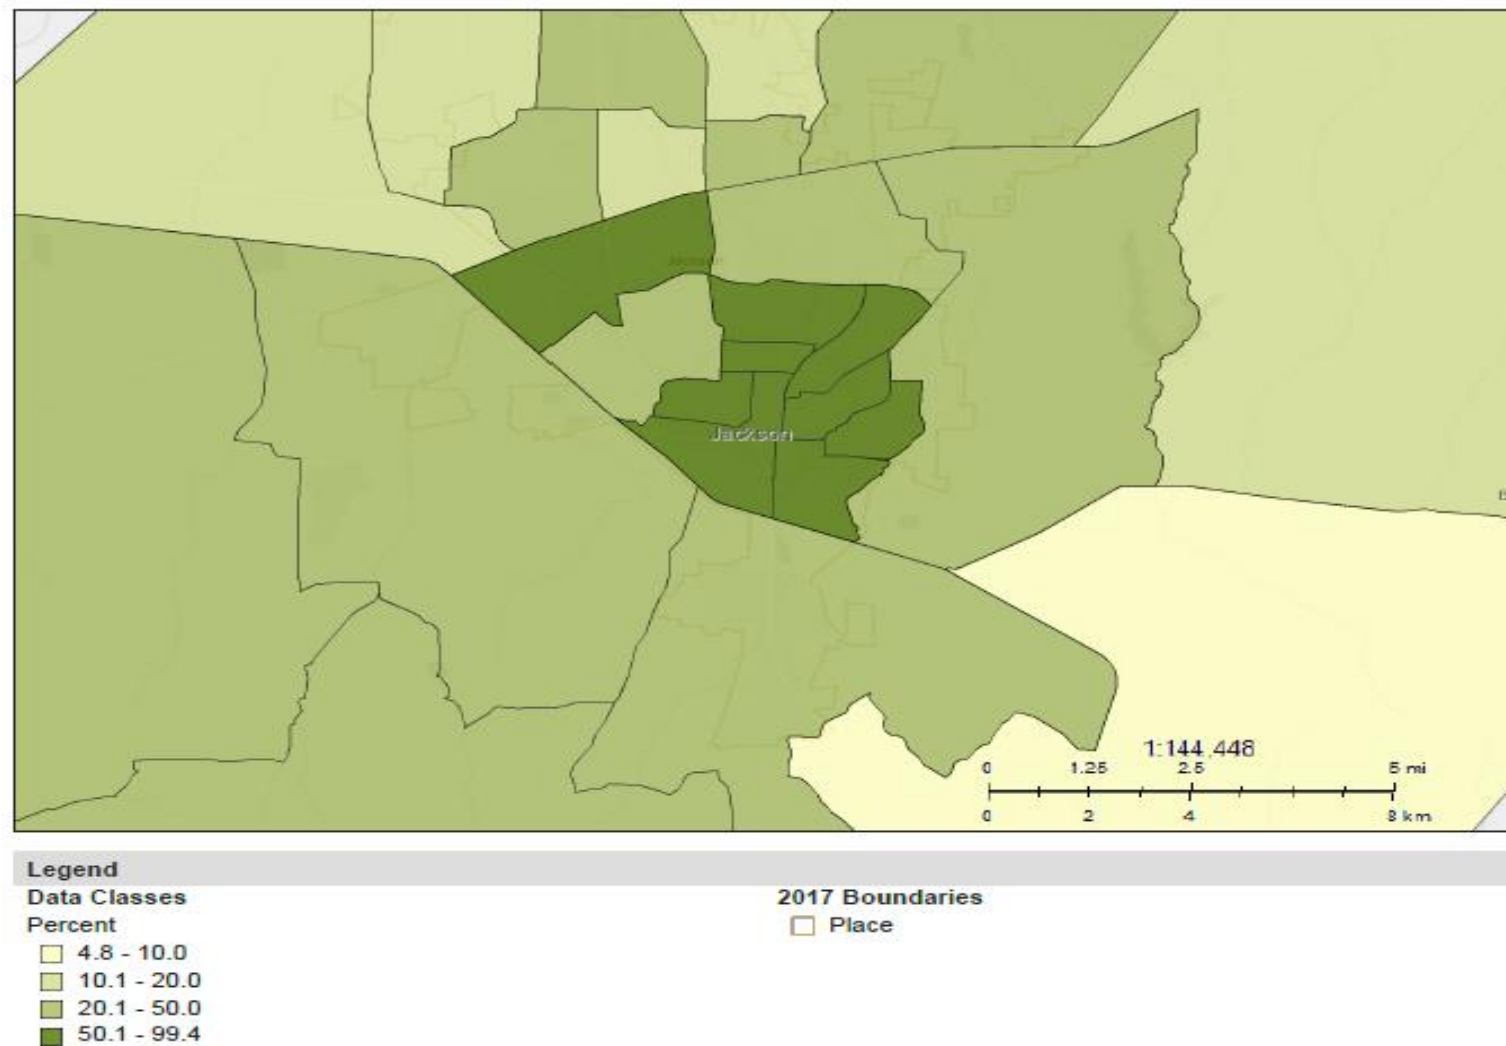 Jackson
Jackson
1:144,448
0 1.25 2.5 5 mi
0 2 4 8 km
Legend
Data Classes
2017 Boundaries
Percent
Place
4.8 - 10.0
10.1 - 20.0
20.1 - 50.0
50.1 - 99.4